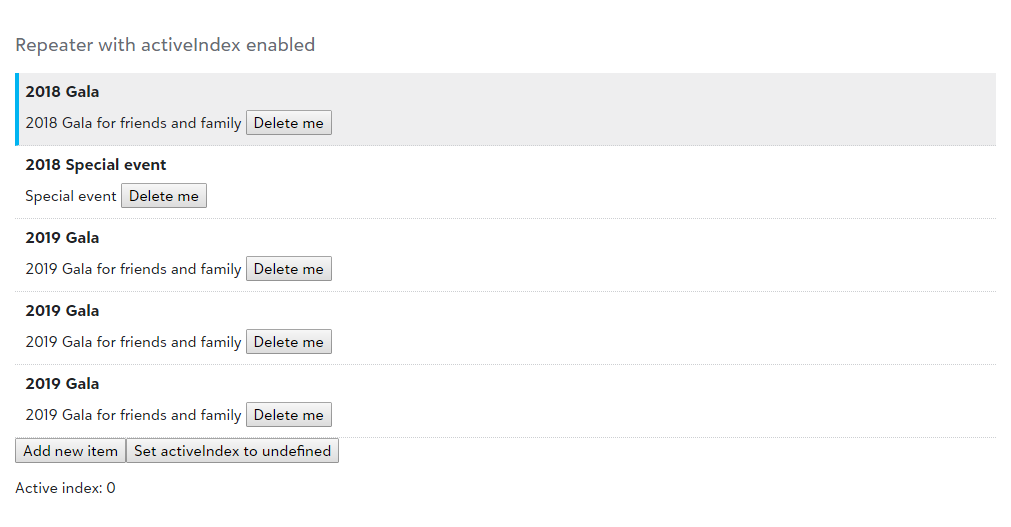 Repeater with activeIndex enabled
2018 Gala
2018 Gala for friends and family Delete me
2018 Special event
Special event Delete me
2019 Gala
2019 Gala for friends and family Delete me
2019 Gala
2019 Gala for friends and family Delete me
2019 Gala
2019 Gala for friends and family Delete me
Add new item Set activeIndex to undefined
Active index: 0